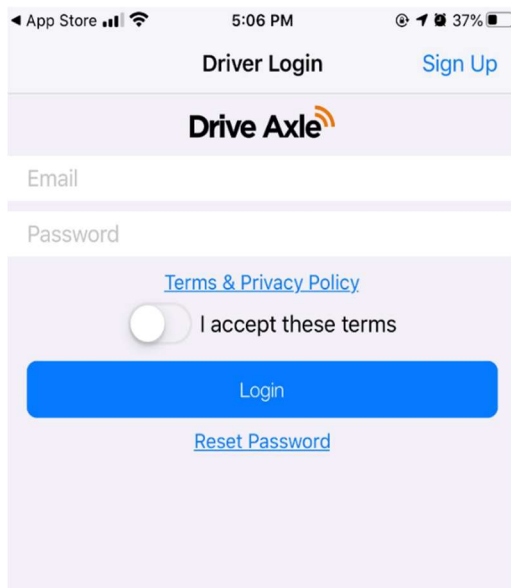 App Store 5:06 PM 37%
Driver Login Sign Up
Drive Axle
Email
Password
Terms & Privacy Policy
I accept these terms
Login
Reset Password